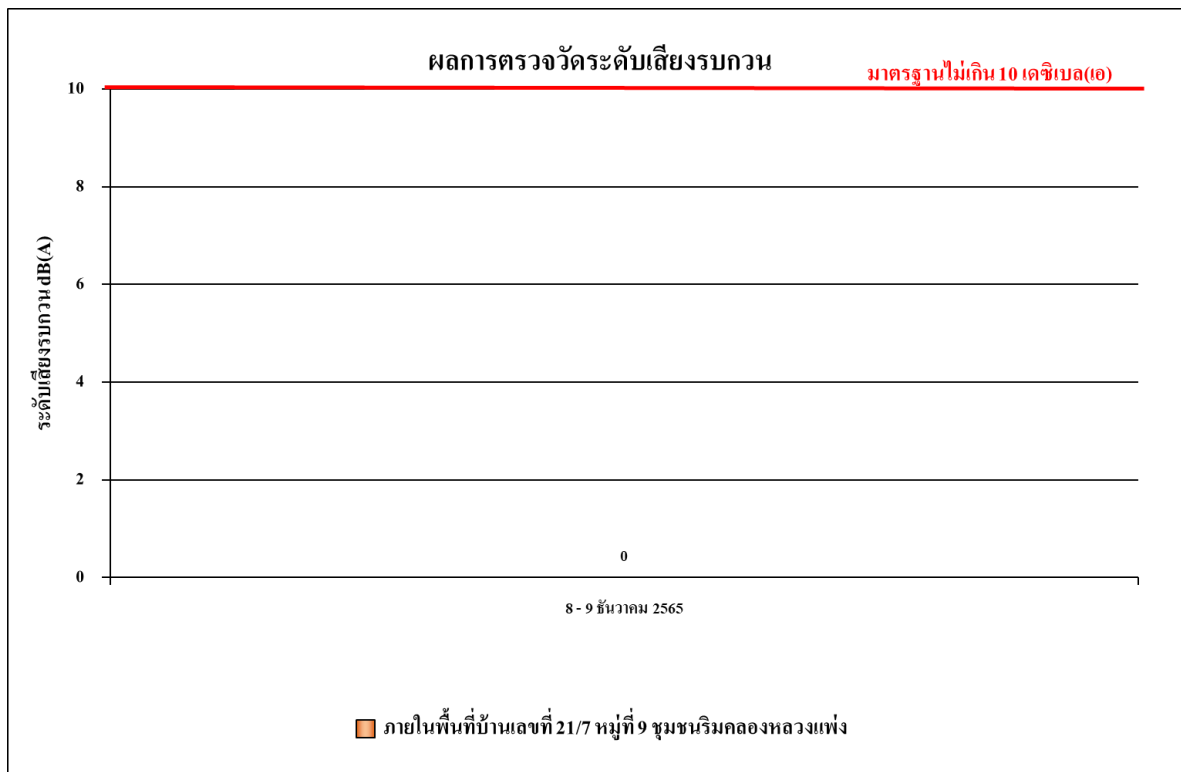 ผลการตรวจวัดระดับเสียงรบกวน
มาตรฐานไม่เกิน 10 เดซิเบล(เอ)
ระดับเสียงรบกวน dB(A)
10
8
6
4
2
0
0
8 - 9 ธันวาคม 2565
ภายในพื้นที่บ้านเลขที่ 21/7 หมู่ที่ 9 ชุมชนริมคลองหลวงแพ่ง